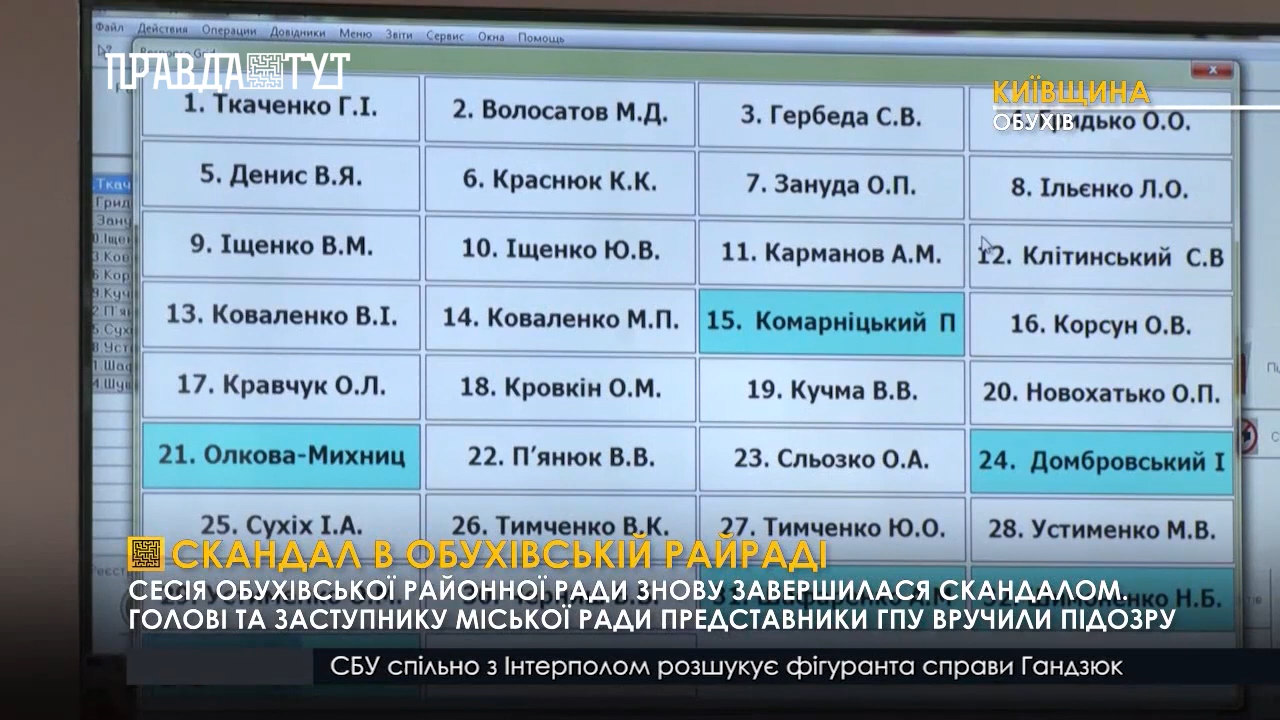 Файл Действия Операции Довідники Меню Звіти Сервис Окна Помощь
Response Grid
ПРАВДА ТУТ
КИЇВЩИНА
ОБУХІВ
1. Ткаченко Г.І.
2. Волосатов М.Д.
3. Гербеда С.В.
О.О.
5. Денис В.Я.
6. Краснюк К.К.
7. Зануда О.П.
8. Ільєнко Л.О.
9. Іщенко В.М.
10. Іщенко Ю.В.
11. Карманов А.М.
12. Клітинський С.В
13. Коваленко В.І.
14. Коваленко М.П.
15. Комарніцький П
16. Корсун О.В.
17. Кравчук О.Л.
18. Кровкін О.М.
19. Кучма В.В.
20. Новохатько О.П.
21. Олкова-Михниц
22. П'янюк В.В.
23. Сльозко О.А.
24. Домбровський І
25. Сухіх І.А.
26. Тимченко В.К.
27. Тимченко Ю.О.
28. Устименко М.В.
СКАНДАЛ В ОБУХІВСЬКІЙ РАЙРАДІ
СЕСІЯ ОБУХІВСЬКОЇ РАЙОННОЇ РАДИ ЗНОВУ ЗАВЕРШИЛАСЯ СКАНДАЛОМ.
ГОЛОВІ ТА ЗАСТУПНИКУ МІСЬКОЇ РАДИ ПРЕДСТАВНИКИ ГПУ ВРУЧИЛИ ПІДОЗРУ
СБУ спільно з Інтерполом розшукує фігуранта справи Гандзюк